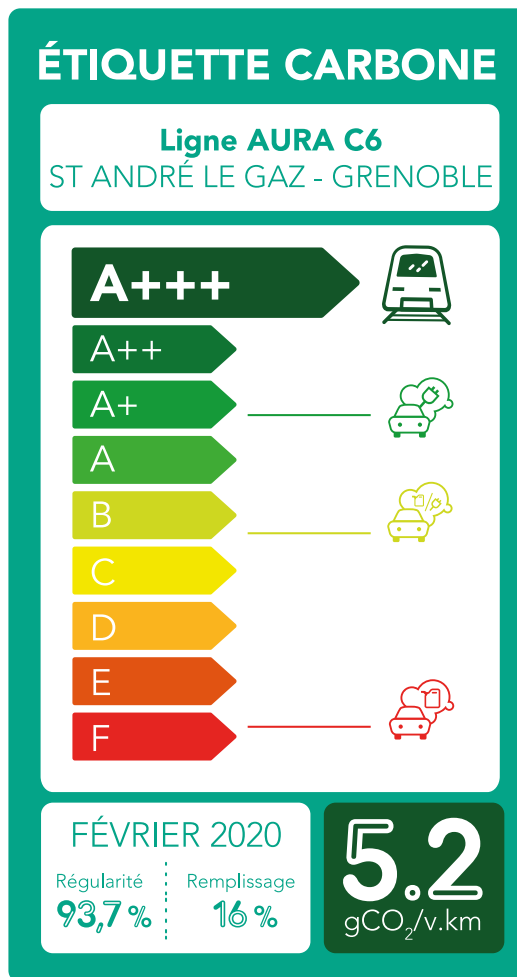 ÉTIQUETTE CARBONE
Ligne AURA C6
ST ANDRÉ LE GAZ - GRENOBLE
A+++
A++
A+
A
B
C
D
E
F
FÉVRIER 2020
Régularité
93,7 %
Remplissage
16 %
5.2
gCO₂/v.km